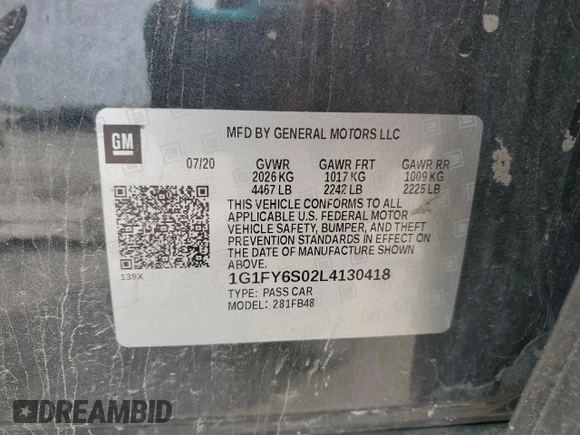 GM
MFD BY GENERAL MOTORS LLC
07/20 GVWR GAWR FRT GAWR RR
2026 KG 1017 KG 1009 KG
4467 LB 2242 LB 2225 LB
THIS VEHICLE CONFORMS TO ALL
APPLICABLE U.S. FEDERAL MOTOR
VEHICLE SAFETY, BUMPER, AND THEFT
PREVENTION STANDARDS IN EFFECT ON
THE DATE OF MANUFACTURE SHOWN
ABOVE.
139X
1G1FY6S02L4130418
TYPE: PASS CAR
MODEL: 281FB48
DREAMBID